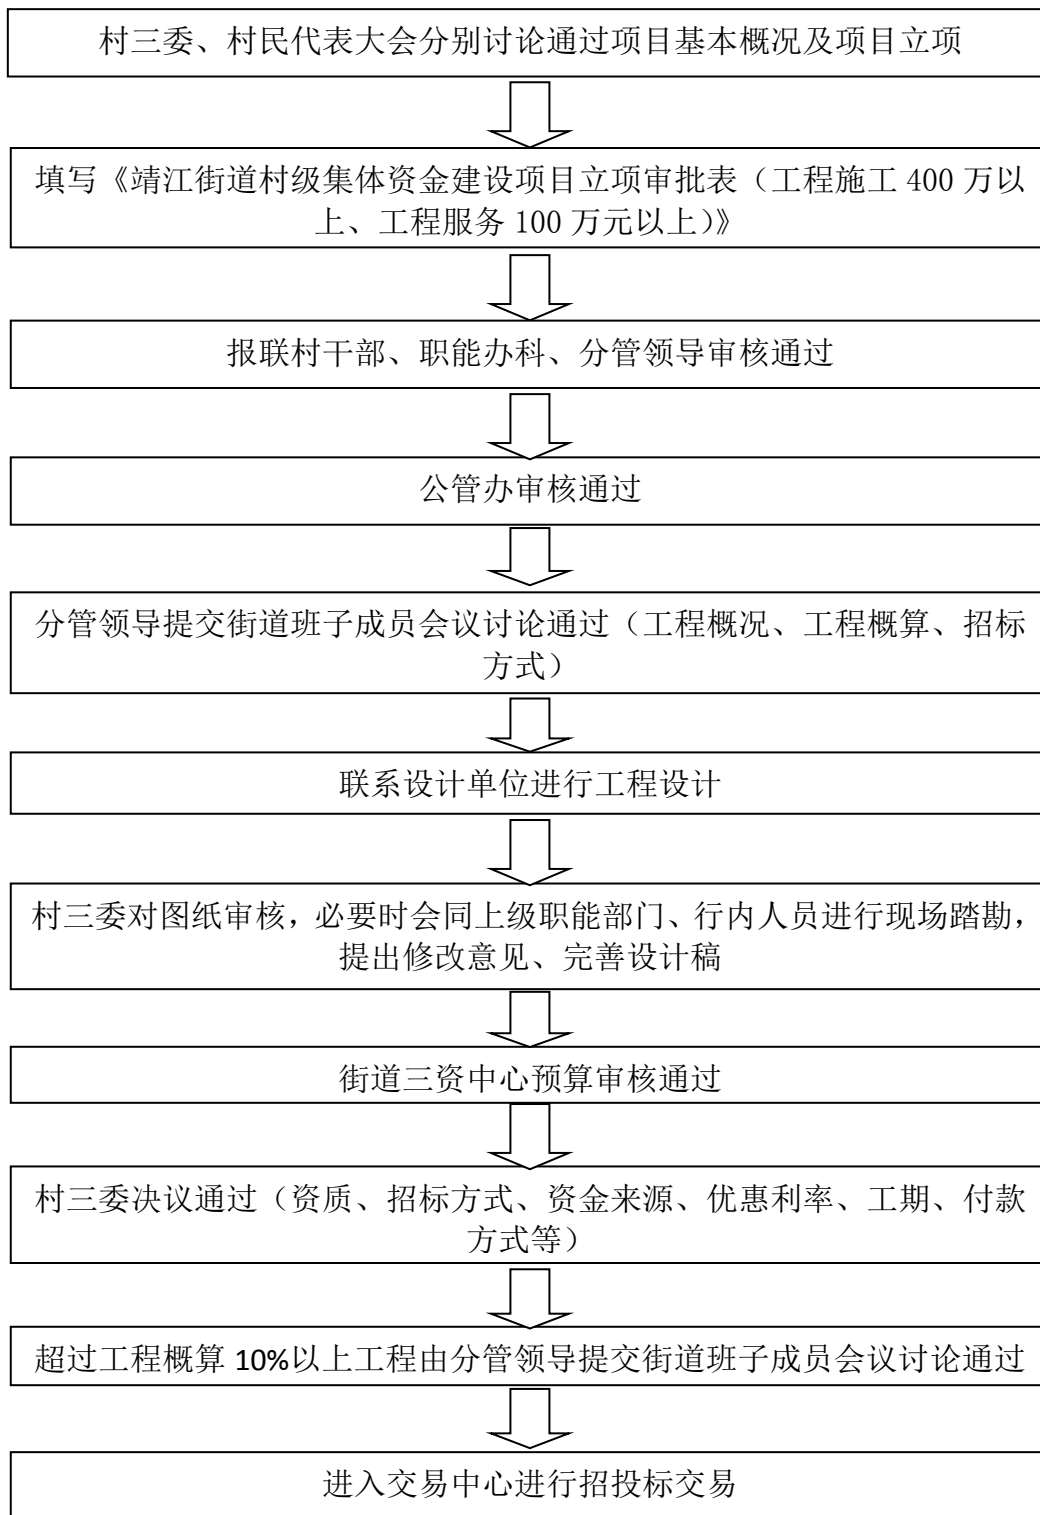 村三委、村民代表大会分别讨论通过项目基本概况及项目立项
填写《靖江街道村级集体资金建设项目立项审批表（工程施工 400 万以
上、工程服务 100 万元以上）》
报联村干部、职能办科、分管领导审核通过
公管办审核通过
分管领导提交街道班子成员会议讨论通过（工程概况、工程概算、招标
方式）
联系设计单位进行工程设计
村三委对图纸审核，必要时会同上级职能部门、行内人员进行现场踏勘，
提出修改意见、完善设计稿
街道三资中心预算审核通过
村三委决议通过（资质、招标方式、资金来源、优惠利率、工期、付款
方式等）
超过工程概算 10%以上工程由分管领导提交街道班子成员会议讨论通过
进入交易中心进行招投标交易